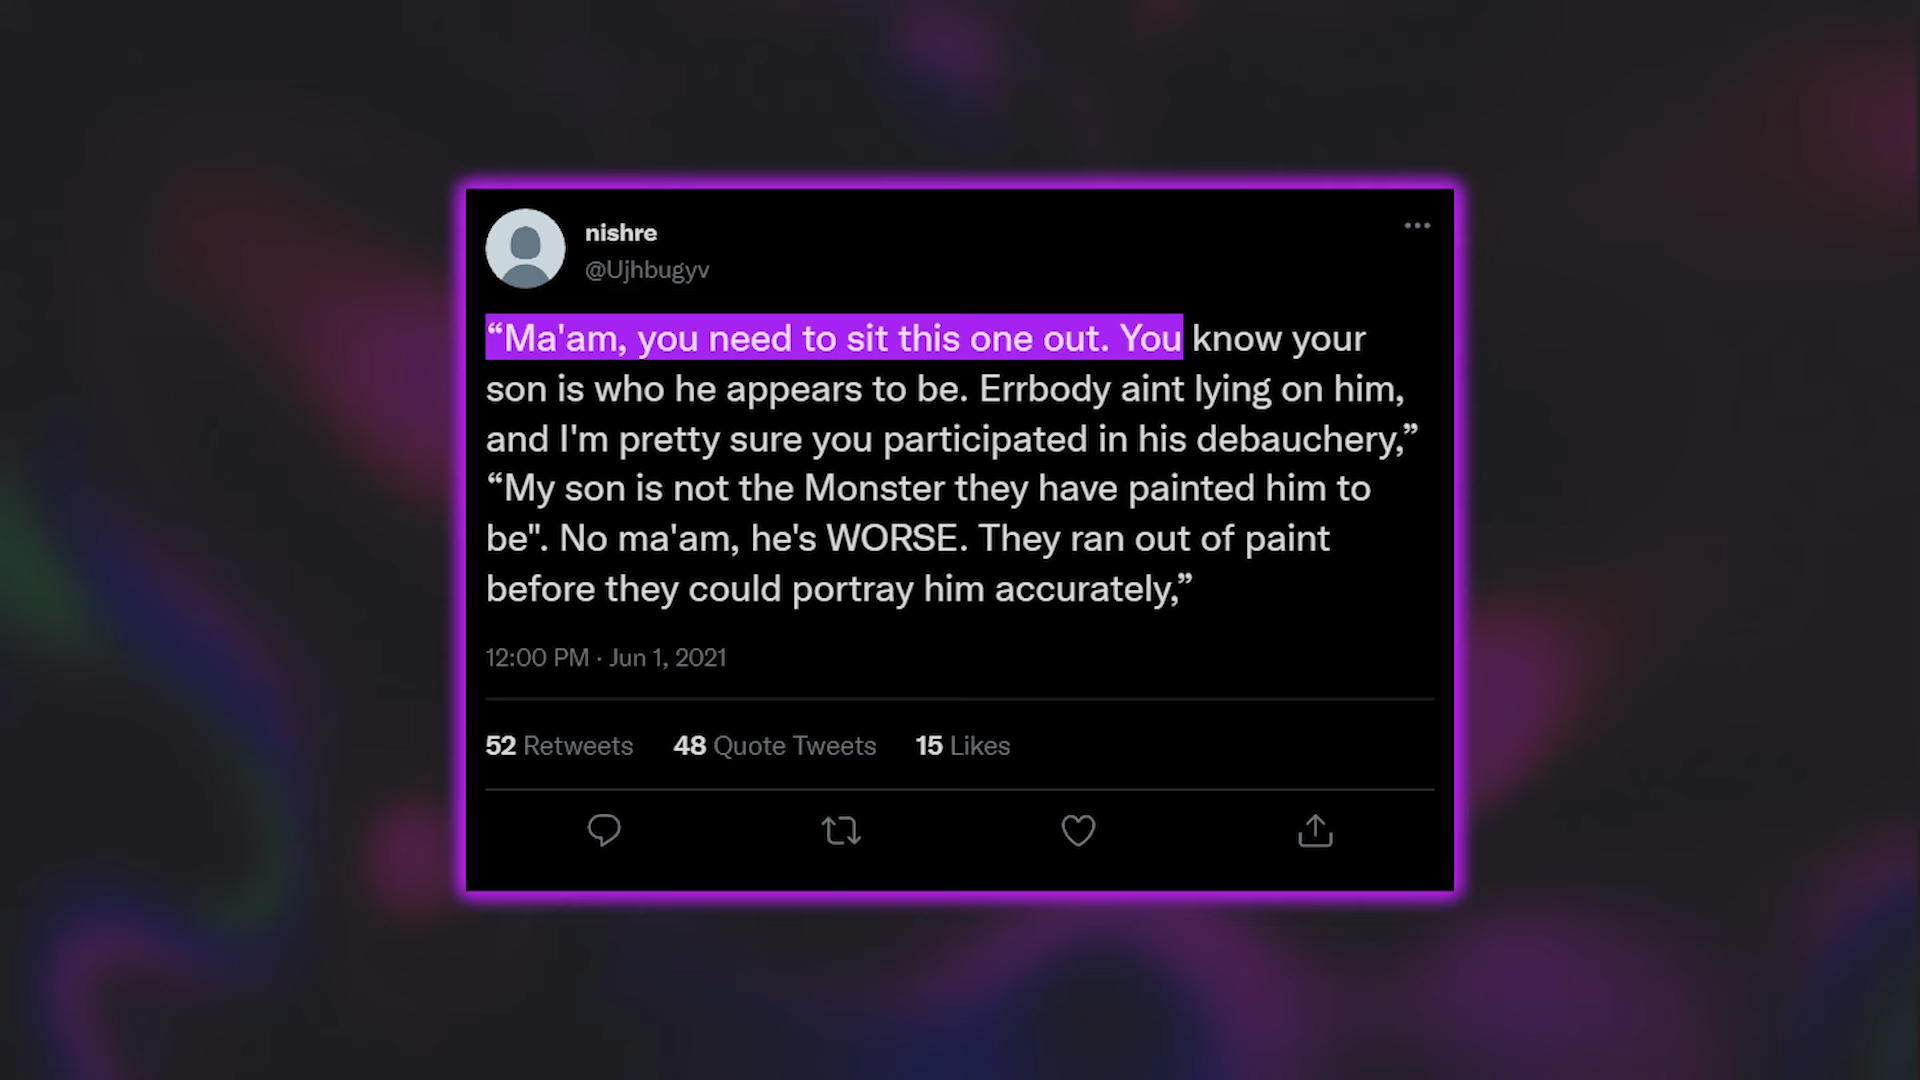 nishre
@Ujhbugyv
“Ma'am, you need to sit this one out. You know your
son is who he appears to be. Errbody aint lying on him,
and I'm pretty sure you participated in his debauchery,”
“My son is not the Monster they have painted him to
be". No ma'am, he's WORSE. They ran out of paint
before they could portray him accurately,”
12:00 PM · Jun 1, 2021
52 Retweets 48 Quote Tweets 15 Likes